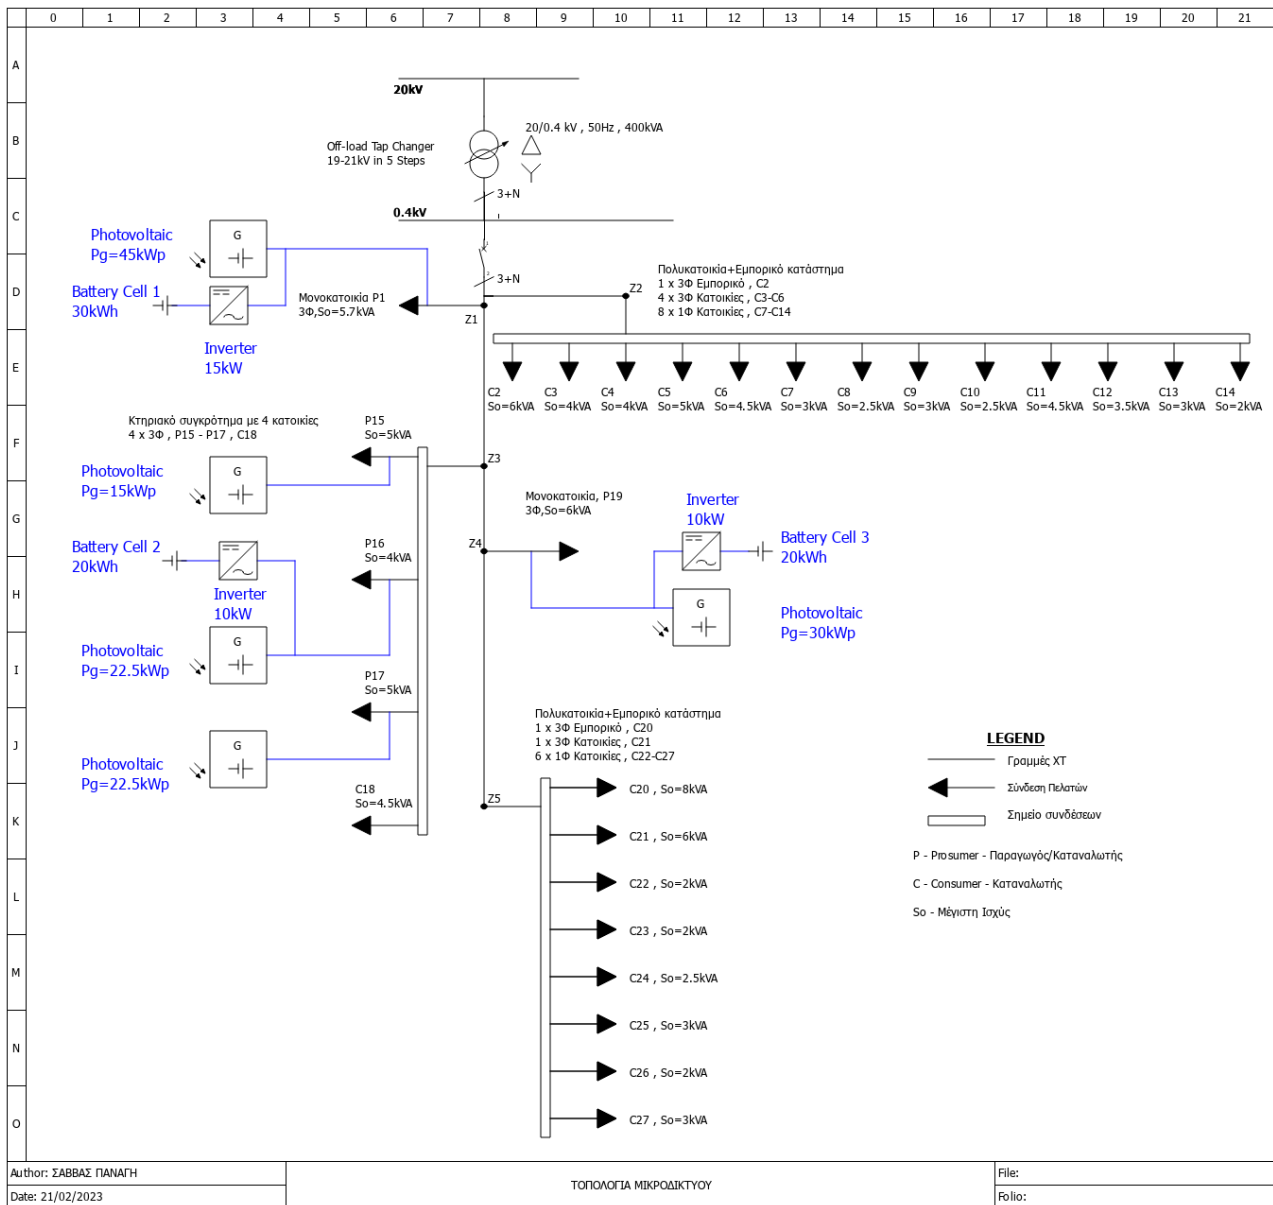 0 1 2 3 4 5 6 7 8 9 10 11 12 13 14 15 16 17 18 19 20 21
A
B
C
D
E
F
G
H
I
J
K
L
M
N
O
20kV
Off-load Tap Changer
19-21kV in 5 Steps
20/0.4 kV , 50Hz , 400kVA
3+N
0.4kV
3+N
Photovoltaic
Pg=45kWp
G
Battery Cell 1
30kWh
Inverter
15kW
Μονοκατοικία P1
3Φ,So=5.7kVA
Z1
Z2
Πολυκατοικία+Εμπορικό κατάστημα
1 x 3Φ Εμπορικό , C2
4 x 3Φ Κατοικίες , C3-C6
8 x 1Φ Κατοικίες , C7-C14
C2
So=6kVA
C3
So=4kVA
C4
So=4kVA
C5
So=5kVA
C6
So=4.5kVA
C7
So=3kVA
C8
So=2.5kVA
C9
So=3kVA
C10
So=2.5kVA
C11
So=4.5kVA
C12
So=3.5kVA
C13
So=3kVA
C14
So=2kVA
Κτηριακό συγκρότημα με 4 κατοικίες
4 x 3Φ , P15 - P17 , C18
P15
So=5kVA
Z3
Photovoltaic
Pg=15kWp
G
Battery Cell 2
20kWh
Inverter
10kW
P16
So=4kVA
Photovoltaic
Pg=22.5kWp
G
P17
So=5kVA
Photovoltaic
Pg=22.5kWp
G
C18
So=4.5kVA
Z4
Μονοκατοικία, P19
3Φ,So=6kVA
Inverter
10kW
Battery Cell 3
20kWh
G
Photovoltaic
Pg=30kWp
Πολυκατοικία+Εμπορικό κατάστημα
1 x 3Φ Εμπορικό , C20
1 x 3Φ Κατοικίες , C21
6 x 1Φ Κατοικίες , C22-C27
Z5
C20 , So=8kVA
C21 , So=6kVA
C22 , So=2kVA
C23 , So=2kVA
C24 , So=2.5kVA
C25 , So=3kVA
C26 , So=2kVA
C27 , So=3kVA
LEGEND
Γραμμές ΧΤ
Σύνδεση Πελατών
Σημείο συνδέσεων
P - Prosumer - Παραγωγός/Καταναλωτής
C - Consumer - Καταναλωτής
So - Μέγιστη Ισχύς
Author: ΣΑΒΒΑΣ ΠΑΝΑΓΗ
Date: 21/02/2023
ΤΟΠΟΛΟΓΙΑ ΜΙΚΡΟΔΙΚΤΥΟΥ
File:
Folio: